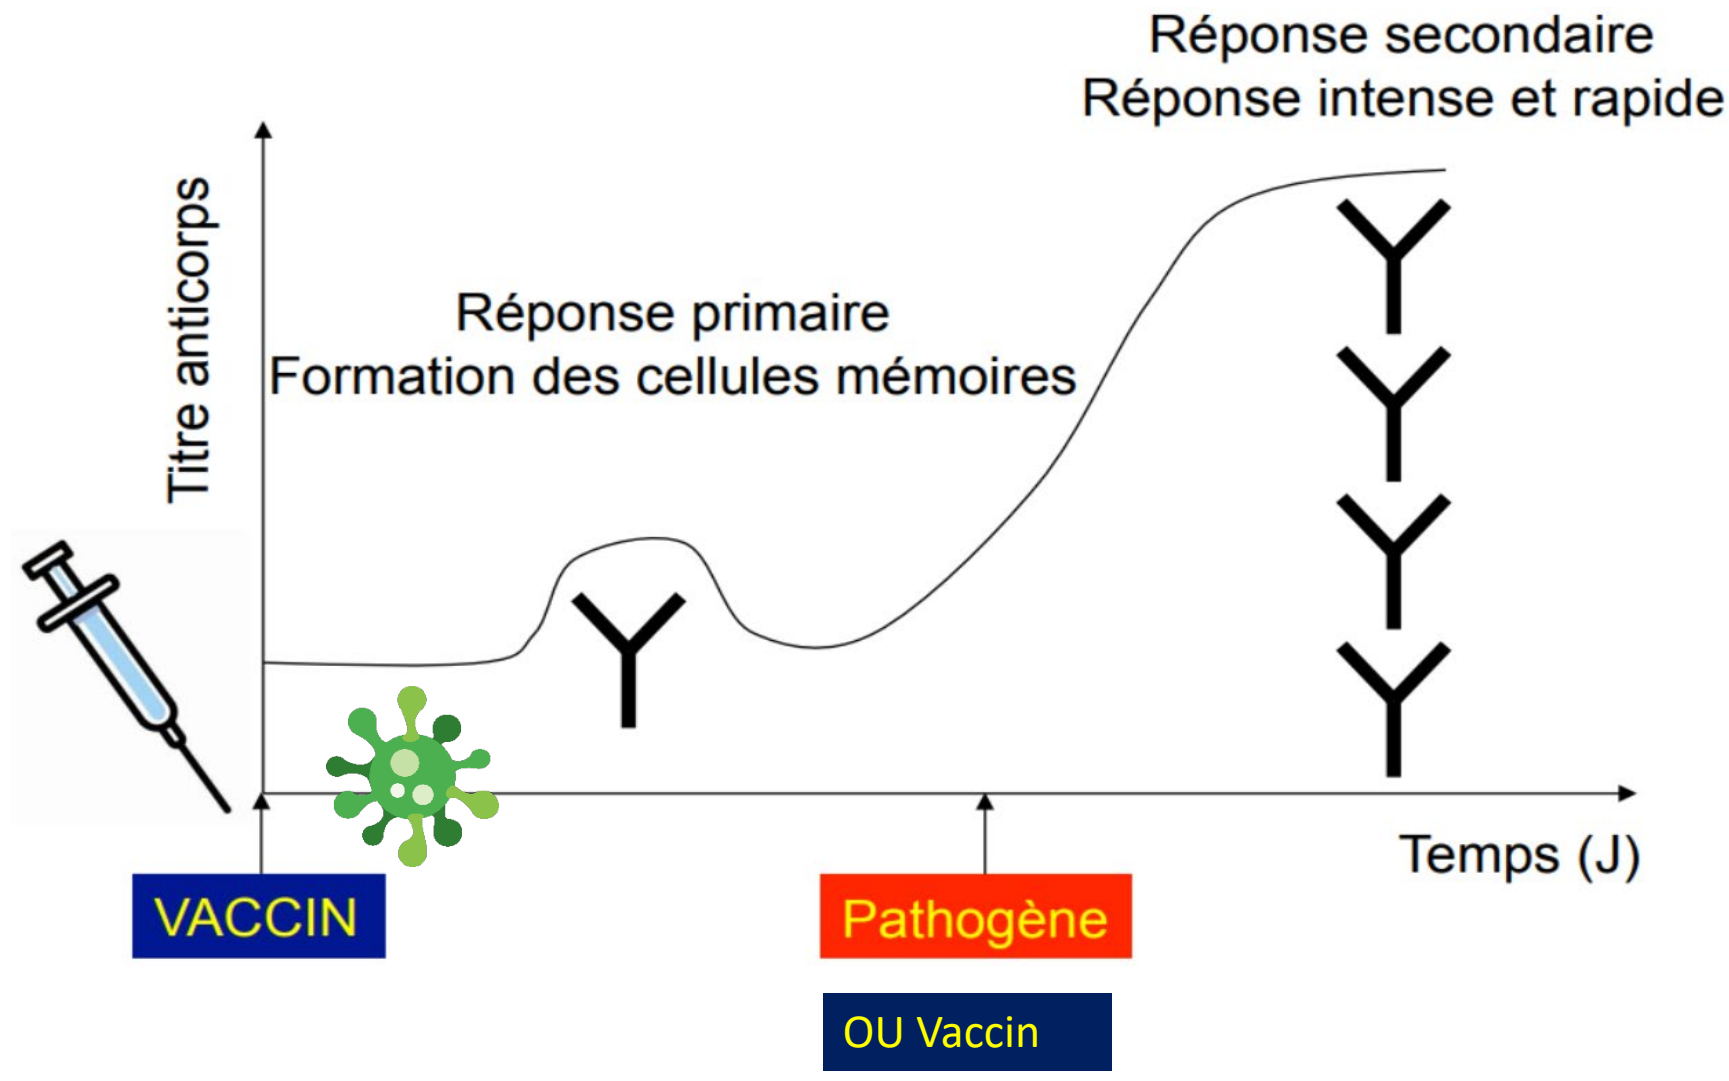 Réponse secondaire
Réponse intense et rapide
Titre anticorps
Réponse primaire
Formation des cellules mémoires
Temps (J)
VACCIN
Pathogène
OU Vaccin